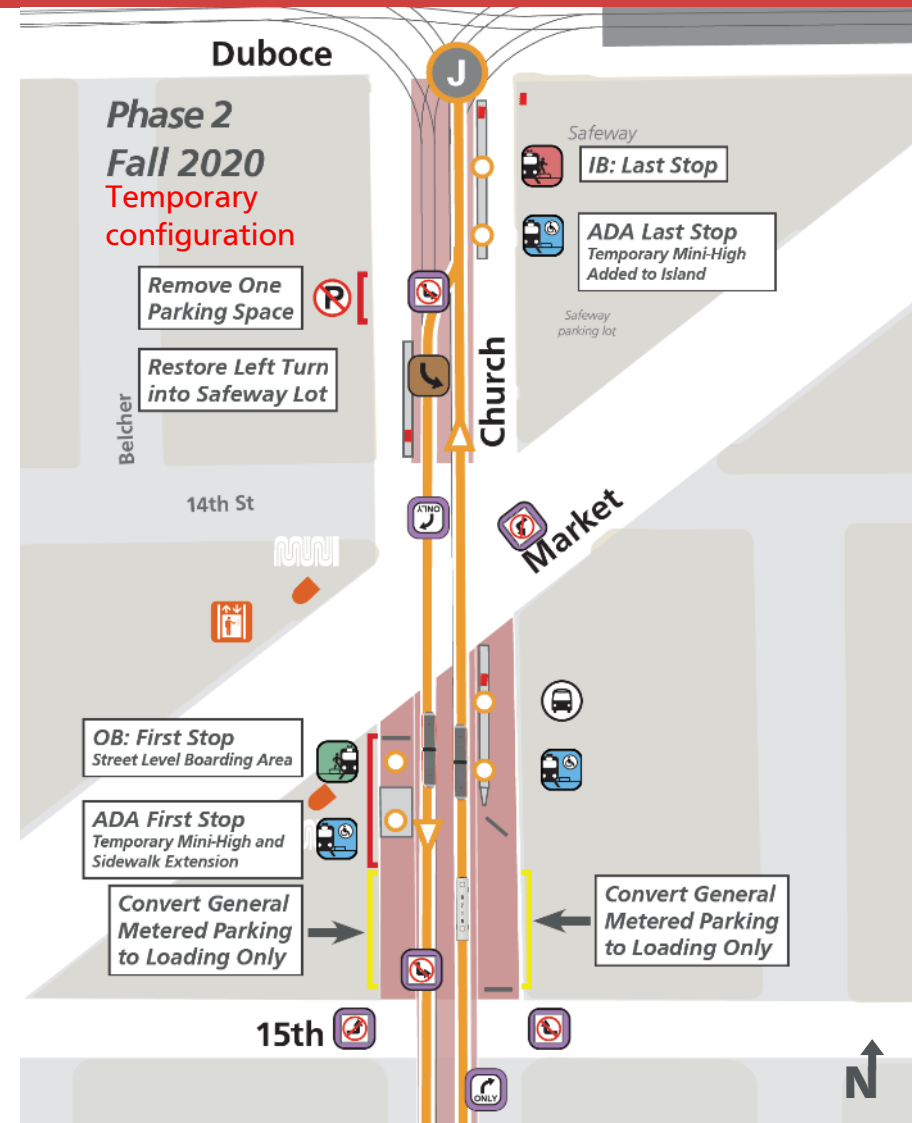 Duboce
J
Phase 2
Fall 2020
Temporary
configuration
Safeway
IB: Last Stop
ADA Last Stop
Temporary Mini-High
Added to Island
Remove One
Parking Space
P
Safeway
parking lot
Restore Left Turn
into Safeway Lot
Church
Belcher
14th St
ONLY
Market
MUNI
OB: First Stop
Street Level Boarding Area
ADA First Stop
Temporary Mini-High and
Sidewalk Extension
Convert General
Metered Parking
to Loading Only
Convert General
Metered Parking
to Loading Only
15th
ONLY
N